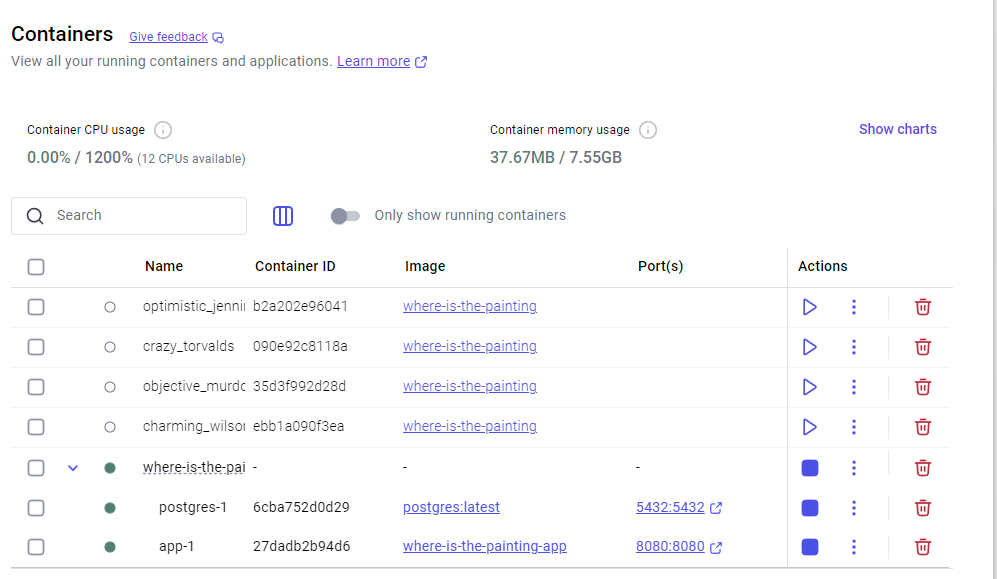 Containers Give feedback
View all your running containers and applications. Learn more
Container CPU usage
0.00% / 1200% (12 CPUs available)
Container memory usage
37.67MB / 7.55GB
Show charts
Search
Only show running containers
Name Container ID Image Port(s) Actions
optimistic_jenni b2a202e96041 where-is-the-painting
crazy_torvalds 090e92c8118a where-is-the-painting
objective_murdo 35d3f992d28d where-is-the-painting
charming_wilson ebb1a090f3ea where-is-the-painting
where-is-the-pai - - -
postgres-1 6cba752d0d29 postgres:latest 5432:5432
app-1 27dadb2b94d6 where-is-the-painting-app 8080:8080